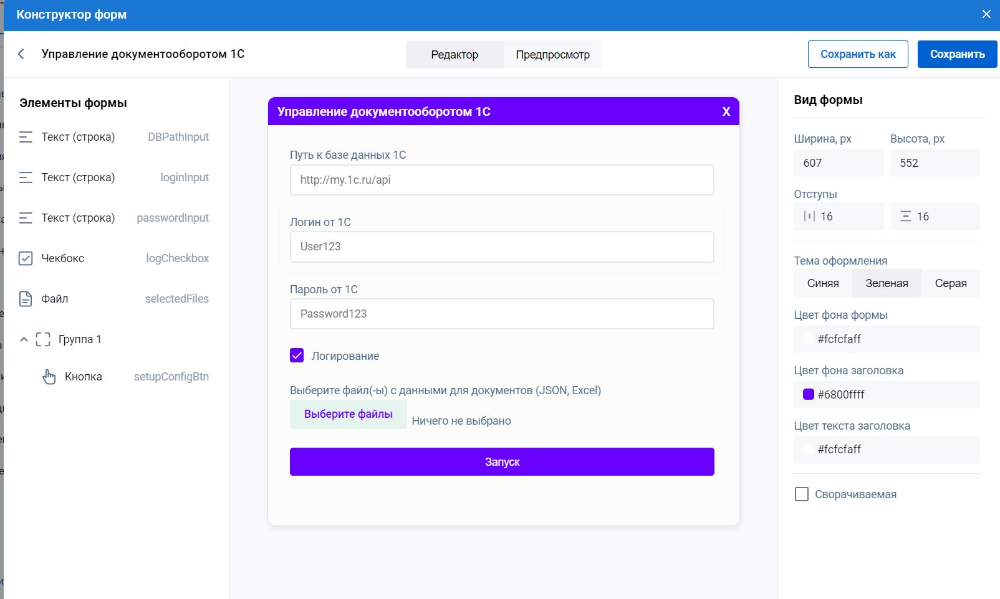 Конструктор форм
Управление документооборотом 1С
Редактор
Предпросмотр
Сохранить как
Сохранить
Элементы формы
Текст (строка) DBPathInput
Текст (строка) loginInput
Текст (строка) passwordInput
Чекбокс logCheckbox
Файл selectedFiles
Группа 1
Кнопка setupConfigBtn
Управление документооборотом 1С X
Путь к базе данных 1С
http://my.1c.ru/api
Логин от 1С
User123
Пароль от 1С
Password123
Логирование
Выберите файл(-ы) с данными для документов (JSON, Excel)
Выберите файлы Ничего не выбрано
Запуск
Вид формы
Ширина, px Высота, px
607 552
Отступы
16 16
Тема оформления
Синяя Зеленая Серая
Цвет фона формы
#fcfcfaff
Цвет фона заголовка
#6800ffff
Цвет текста заголовка
#fcfcfaff
Сворачиваемая